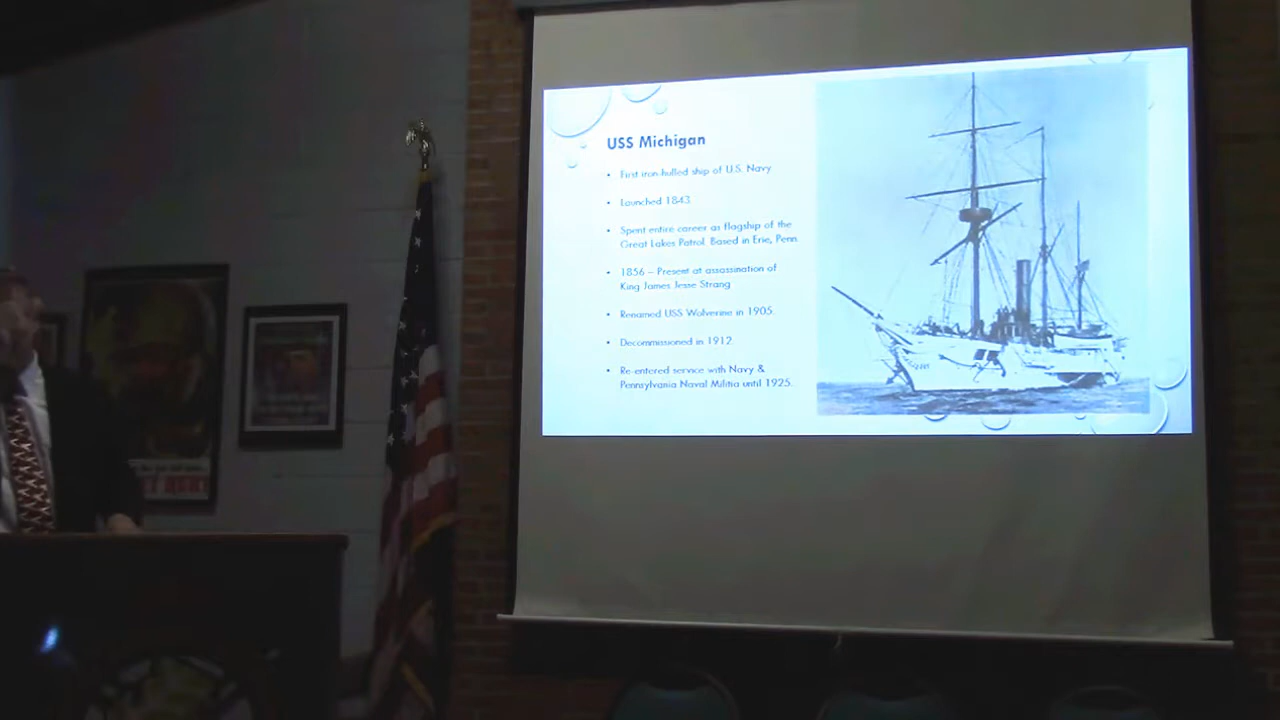 USS Michigan
• First iron-hulled ship of U.S. Navy
• Launched 1843
• Spent entire career as flagship of the
Great Lakes Patrol. Based in Erie, Penn.
• 1856 – Present at assassination of
King James Jesse Strang
• Renamed USS Wolverine in 1905.
• Decommissioned in 1912.
• Re-entered service with Navy &
Pennsylvania Naval Militia until 1925.